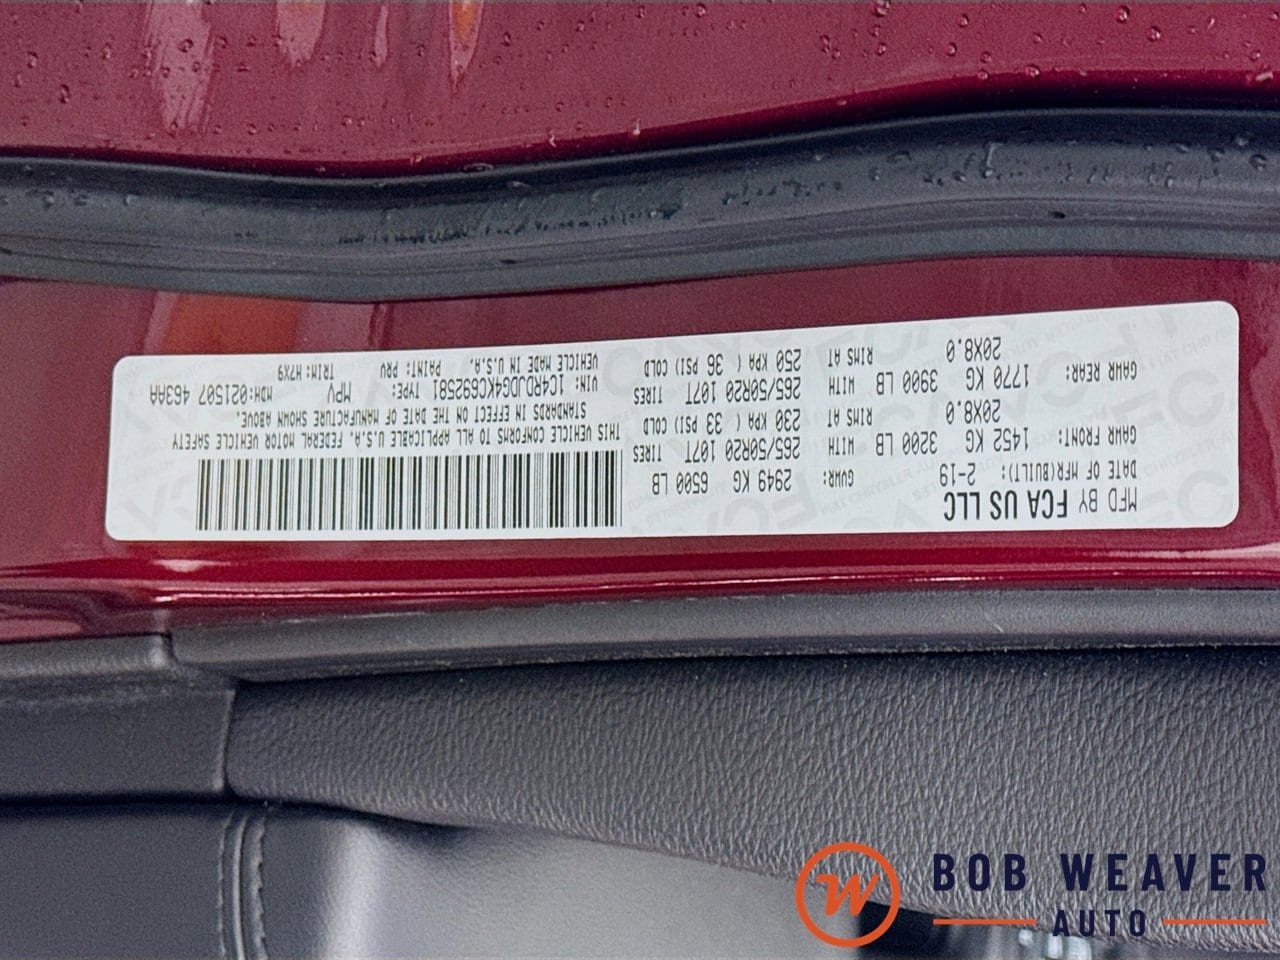 MFD BY FCA US LLC
DATE OF MFR(BUILT): 2-19 GVWR: 2949 KG 6500 LB
GAWR FRONT: WITH TIRES
1452 KG 3200 LB 265/50R20 107T
RIMS AT 20X8.0 230 KPA ( 33 PSI) COLD
GAWR REAR: WITH TIRES
1770 KG 3900 LB 265/50R20 107T
RIMS AT 20X8.0 250 KPA ( 36 PSI) COLD
THIS VEHICLE CONFORMS TO ALL APPLICABLE U.S.A. FEDERAL MOTOR VEHICLE SAFETY
STANDARDS IN EFFECT ON THE DATE OF MANUFACTURE SHOWN ABOVE.
VIN: 1C4RDJDG4KC692581 TYPE: MPV MDH:021507 463AA
VEHICLE MADE IN U.S.A. PAINT: PRV TRIM:H7X9
W BOB WEAVER
AUTO